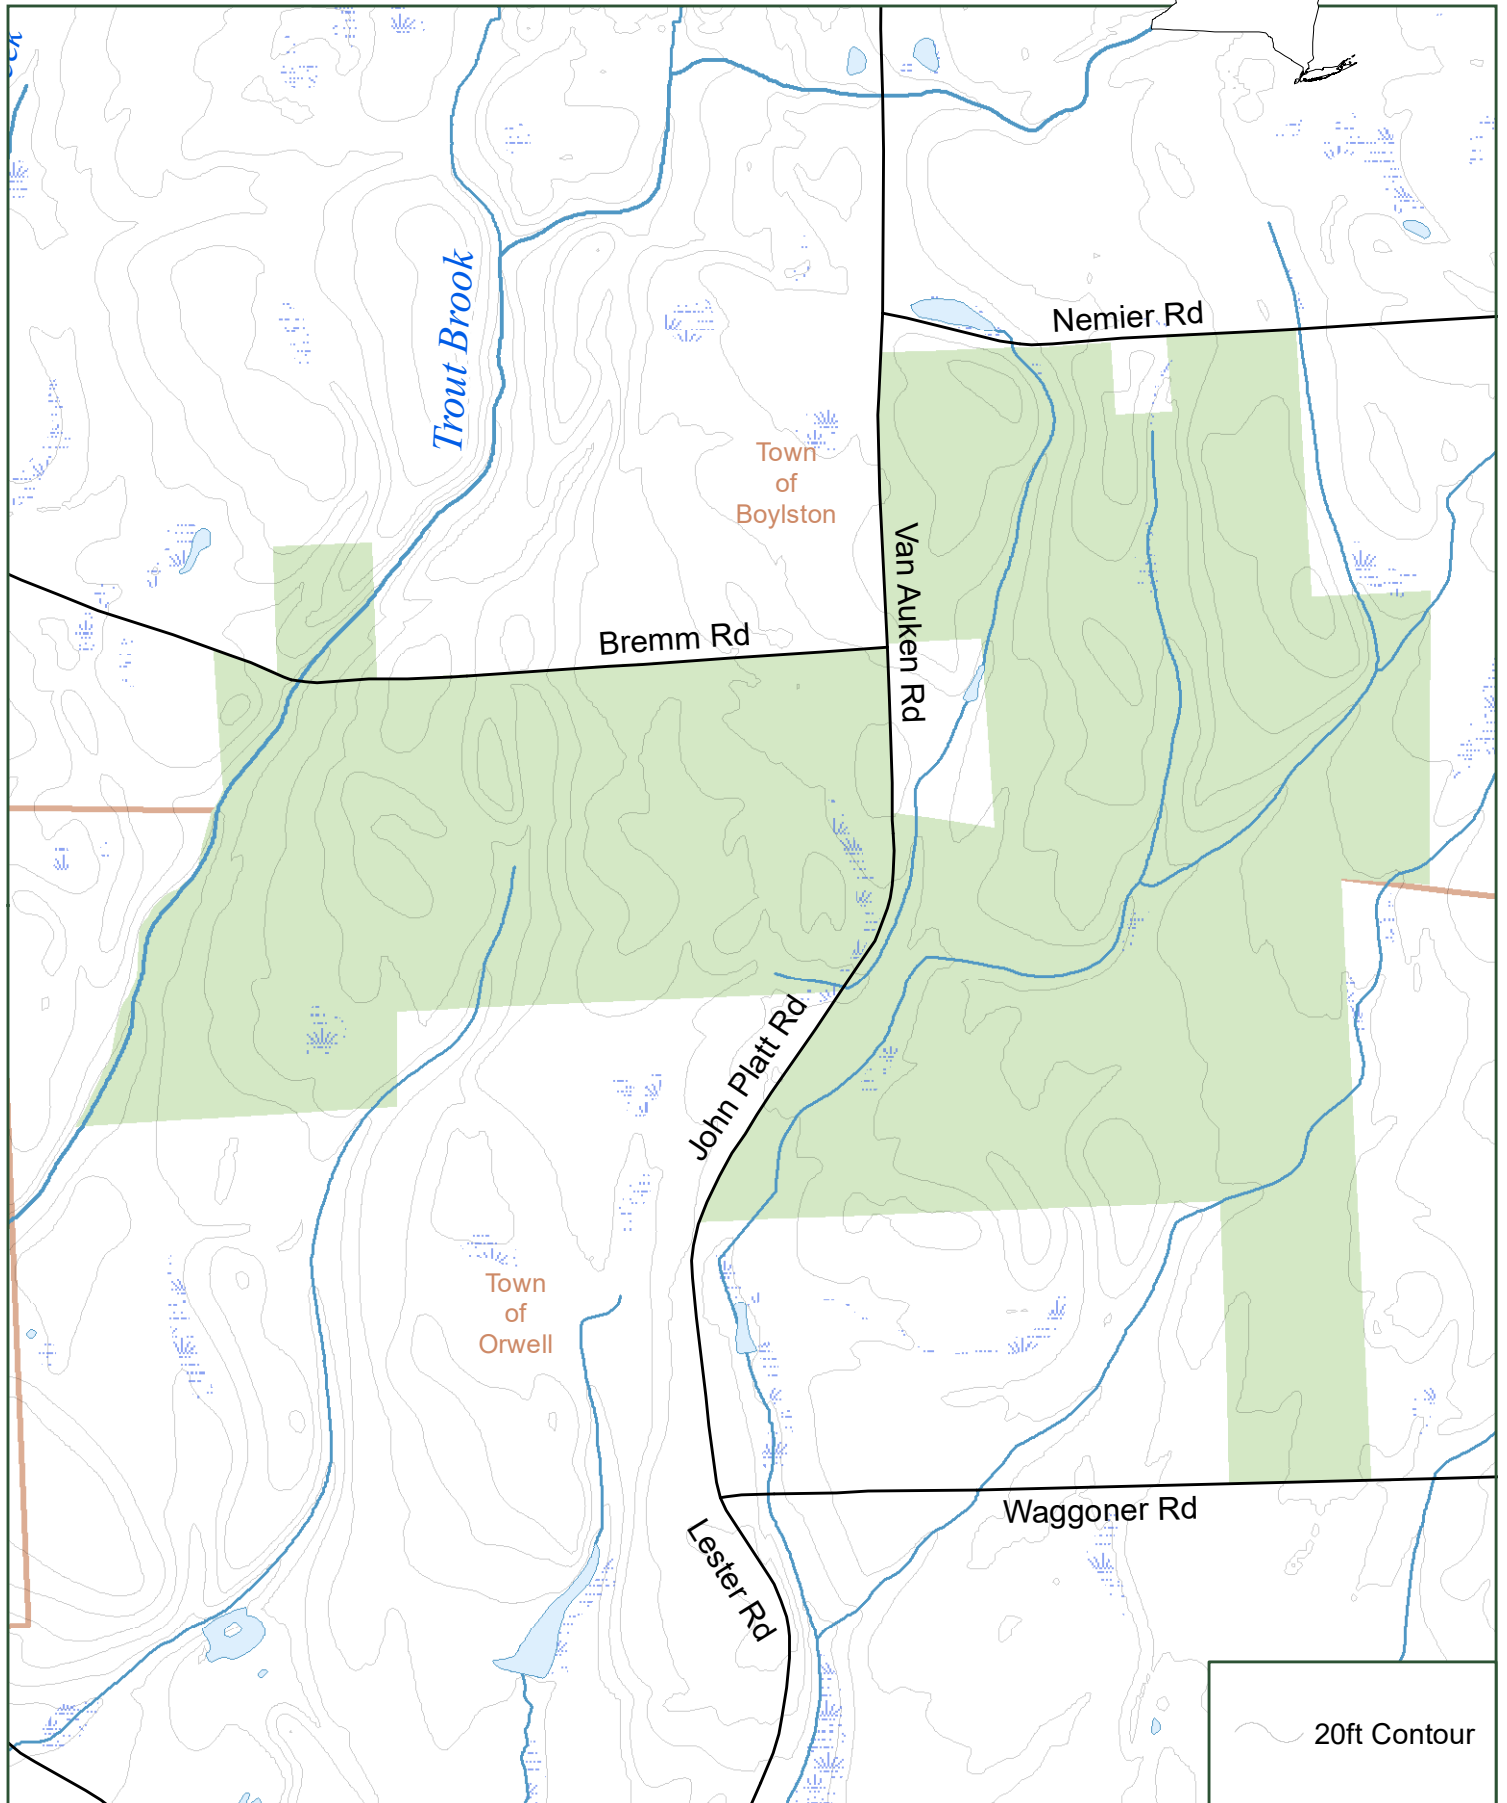 Trout Brook
Nemier Rd
Town
of
Boylston
Van Auken Rd
Bremm Rd
John Platt Rd
Town
of
Orwell
Waggoner Rd
Lester Rd
20ft Contour